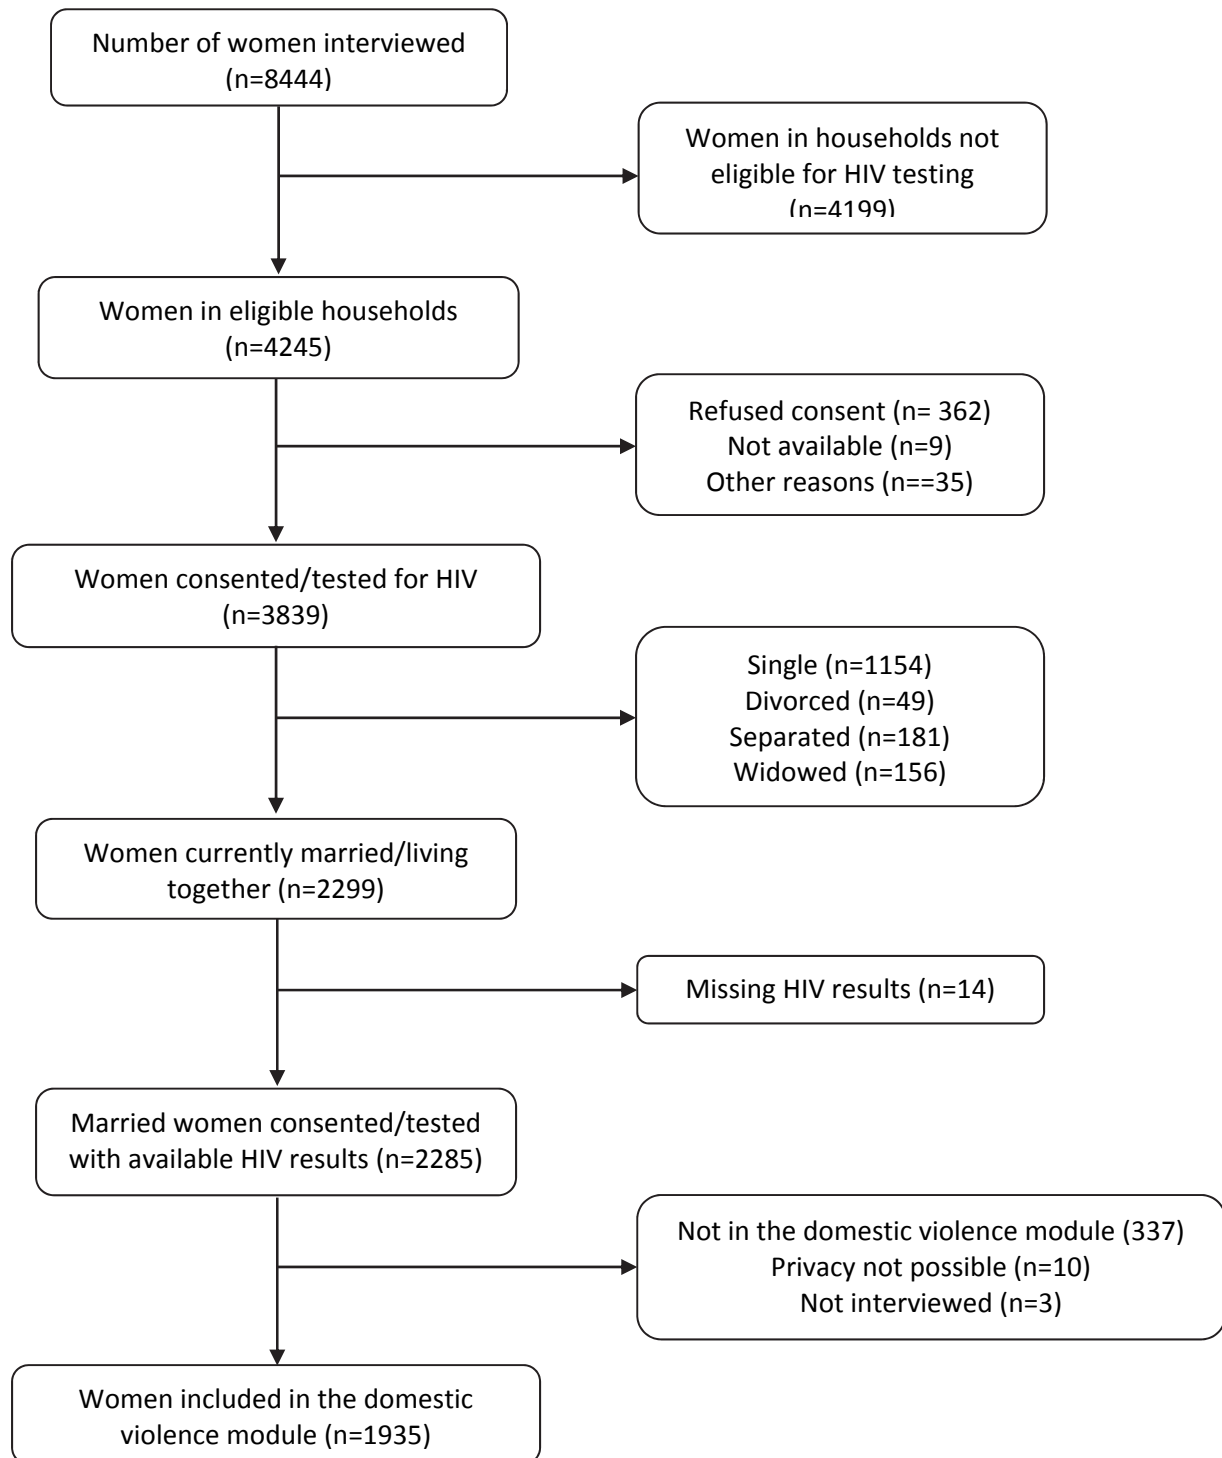 Number of women interviewed
(n=8444)
Women in households not
eligible for HIV testing
(n=4199)
Women in eligible households
(n=4245)
Refused consent (n= 362)
Not available (n=9)
Other reasons (n==35)
Women consented/tested for HIV
(n=3839)
Single (n=1154)
Divorced (n=49)
Separated (n=181)
Widowed (n=156)
Women currently married/living
together (n=2299)
Missing HIV results (n=14)
Married women consented/tested
with available HIV results (n=2285)
Not in the domestic violence module (337)
Privacy not possible (n=10)
Not interviewed (n=3)
Women included in the domestic
violence module (n=1935)